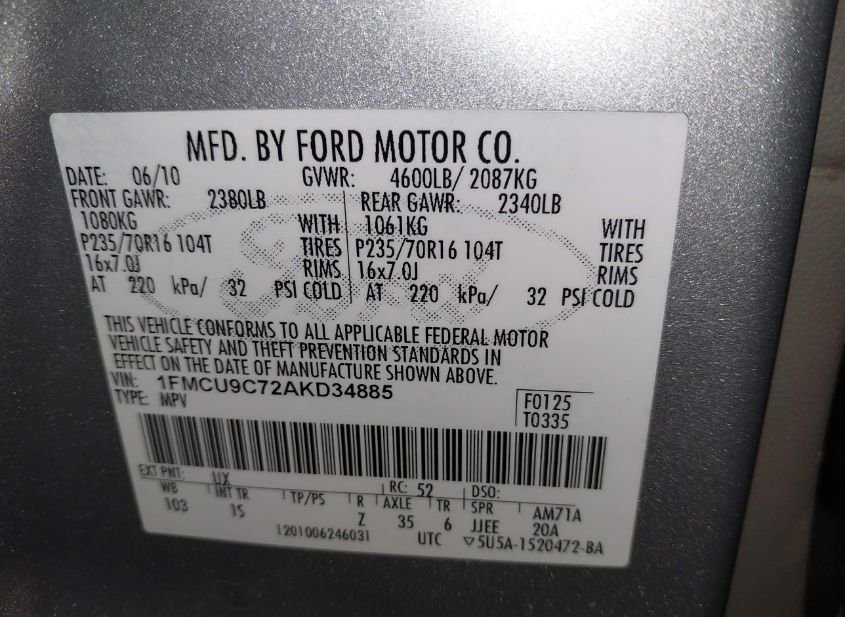 MFD. BY FORD MOTOR CO.
DATE: 06/10 GVWR: 4600LB/ 2087KG
FRONT GAWR: 2380LB REAR GAWR: 2340LB
1080KG WITH 1061KG WITH
P235/70R16 104T TIRES P235/70R16 104T TIRES
16x7.0J RIMS 16x7.0J RIMS
AT 220 kPa/ 32 PSI COLD AT 220 kPa/ 32 PSI COLD
THIS VEHICLE CONFORMS TO ALL APPLICABLE FEDERAL MOTOR
VEHICLE SAFETY AND THEFT PREVENTION STANDARDS IN
EFFECT ON THE DATE OF MANUFACTURE SHOWN ABOVE.
VIN: 1FMCU9C72AKD34885
TYPE: MPV
F0125
T0335
EXT PNT: UX RC: 52 DSO:
WB INT TR TP/PS R AXLE TR SPR AM71A
103 IS Z 35 6 JJEE 20A
1201006246031 UTC ▽5U5A-1520472-BA